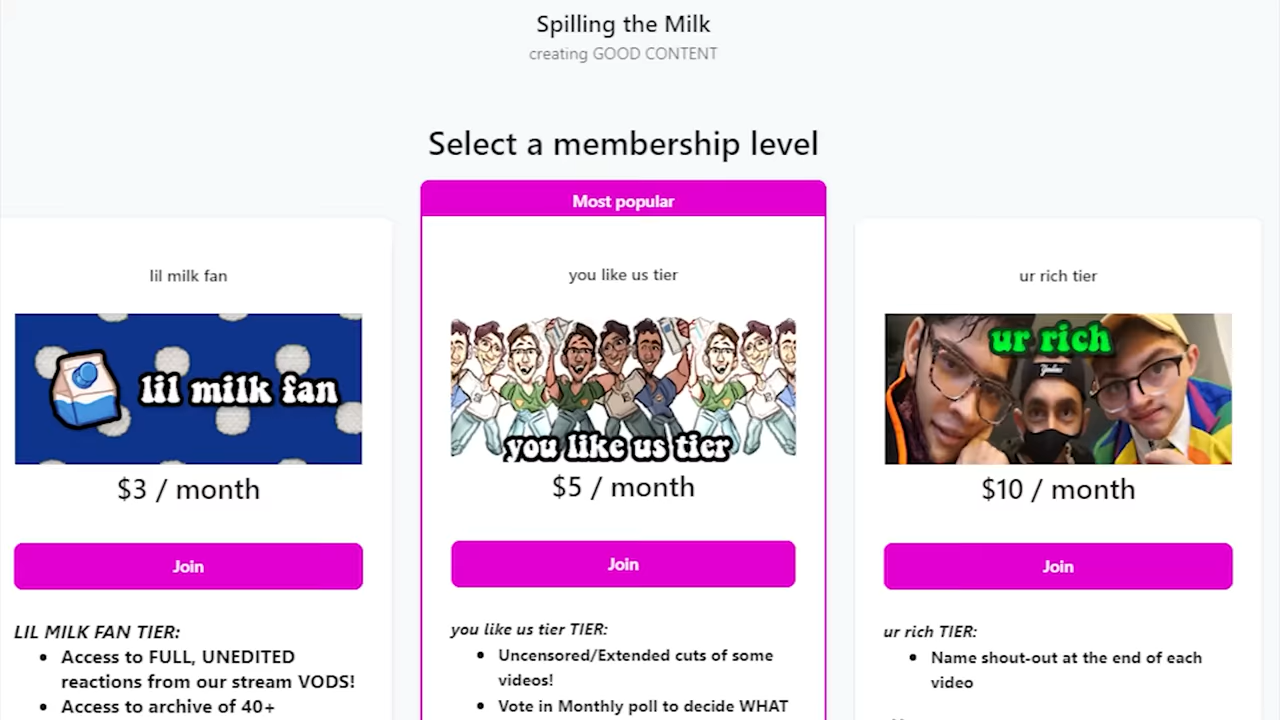 Spilling the Milk
creating GOOD CONTENT
Select a membership level
Most popular
lil milk fan
lil milk fan
$3 / month
Join
LIL MILK FAN TIER:
• Access to FULL, UNEDITED
reactions from our stream VODS!
• Access to archive of 40+
you like us tier
you like us tier
$5 / month
Join
you like us tier TIER:
• Uncensored/Extended cuts of some
videos!
• Vote in Monthly poll to decide WHAT
ur rich tier
ur rich
$10 / month
Join
ur rich TIER:
• Name shout-out at the end of each
video